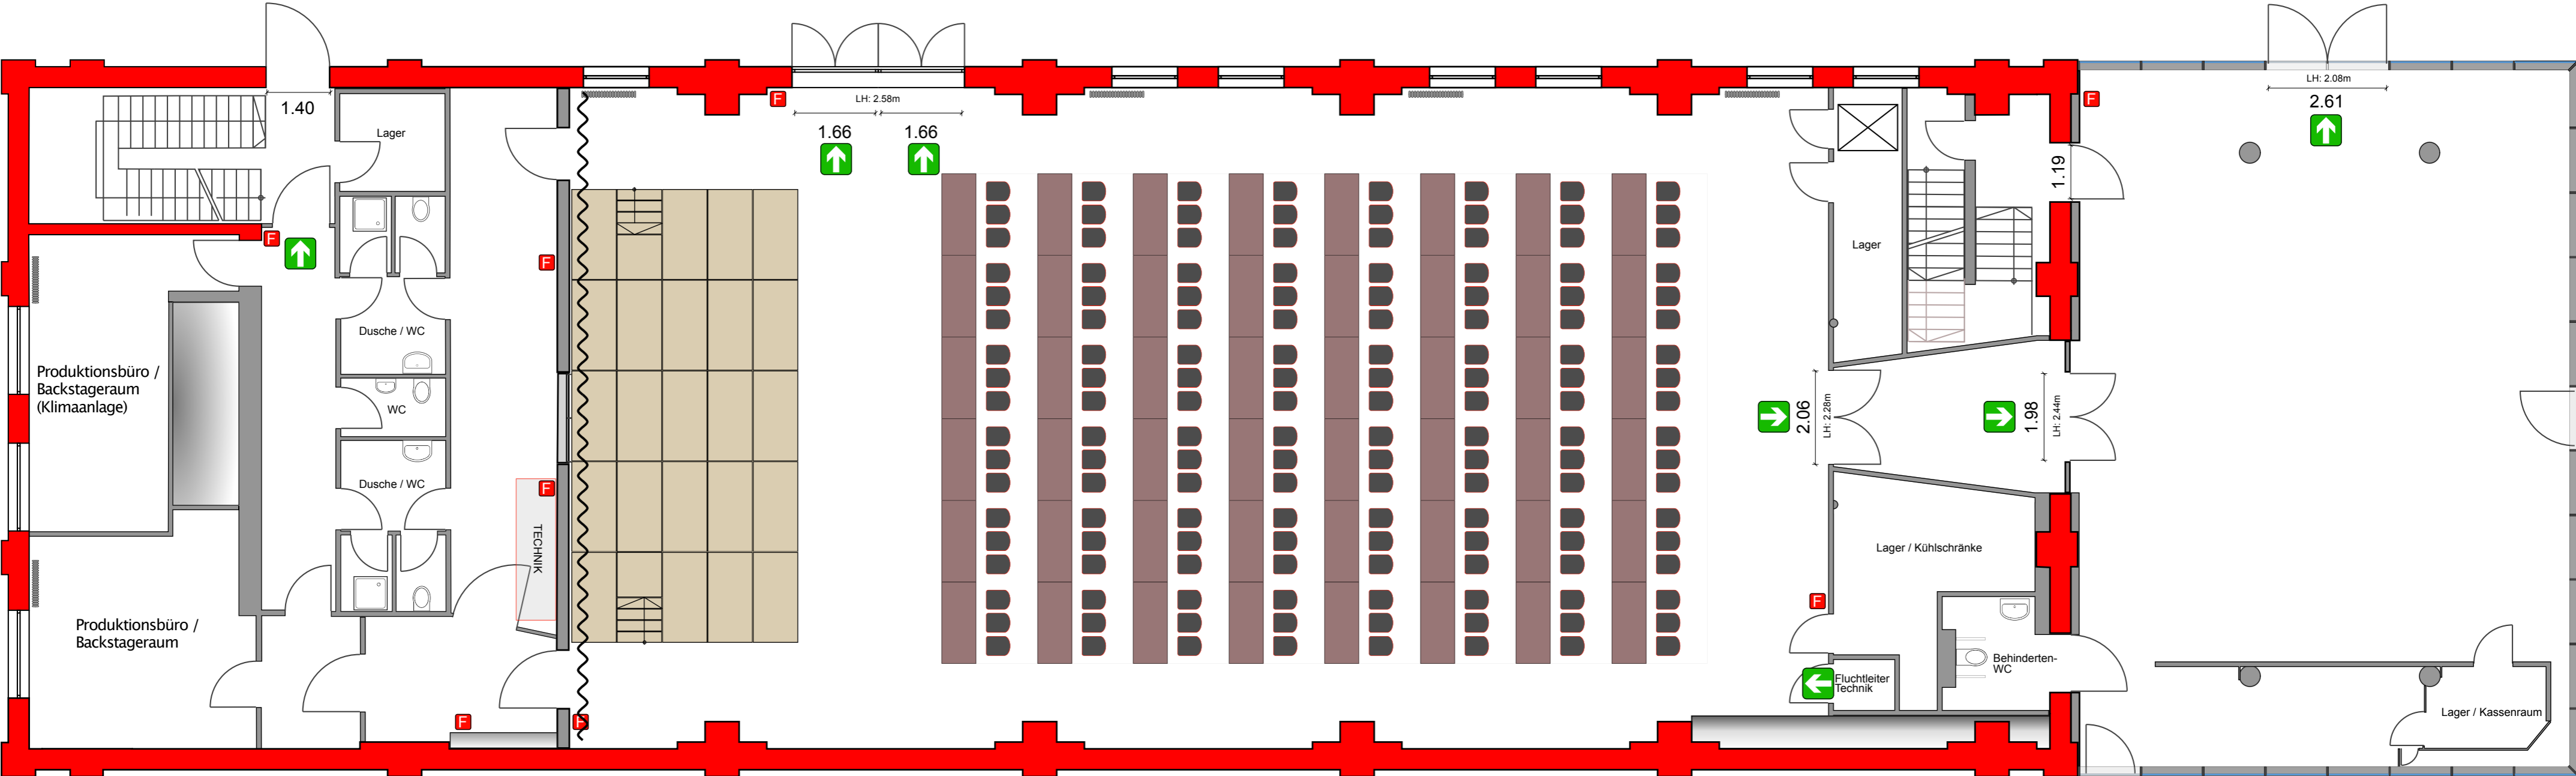 1.40
Lager
F
Dusche / WC
WC
Dusche / WC
Produktionsbüro /
Backstageraum
(Klimaanlage)
Produktionsbüro /
Backstageraum
F
F
F
TECHNIK
F
F
LH: 2.58m
1.66
1.66
Lager
2.06
LH: 2.28m
1.98
LH: 2.44m
1.19
F
Lager / Kühlschränke
F
Behinderten-
WC
Fluchtleiter
Technik
LH: 2.08m
2.61
Lager / Kassenraum